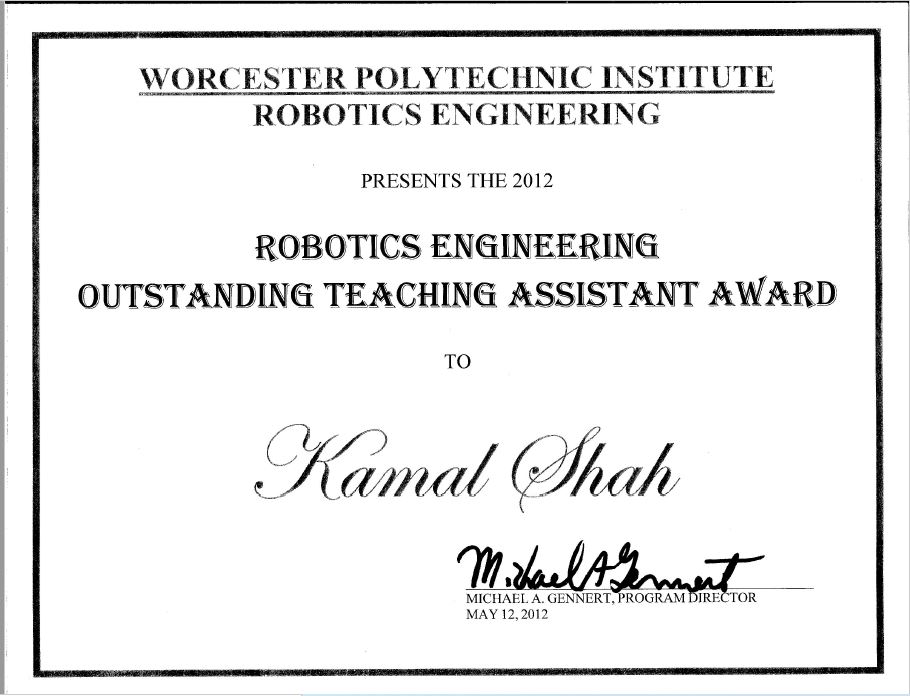 WORCESTER POLYTECHNIC INSTITUTE
ROBOTICS ENGINEERING
PRESENTS THE 2012
ROBOTICS ENGINEERING
OUTSTANDING TEACHING ASSISTANT AWARD
TO
Kamal Shah
Michael A Gennert
MICHAEL A. GENNERT, PROGRAM DIRECTOR
MAY 12, 2012